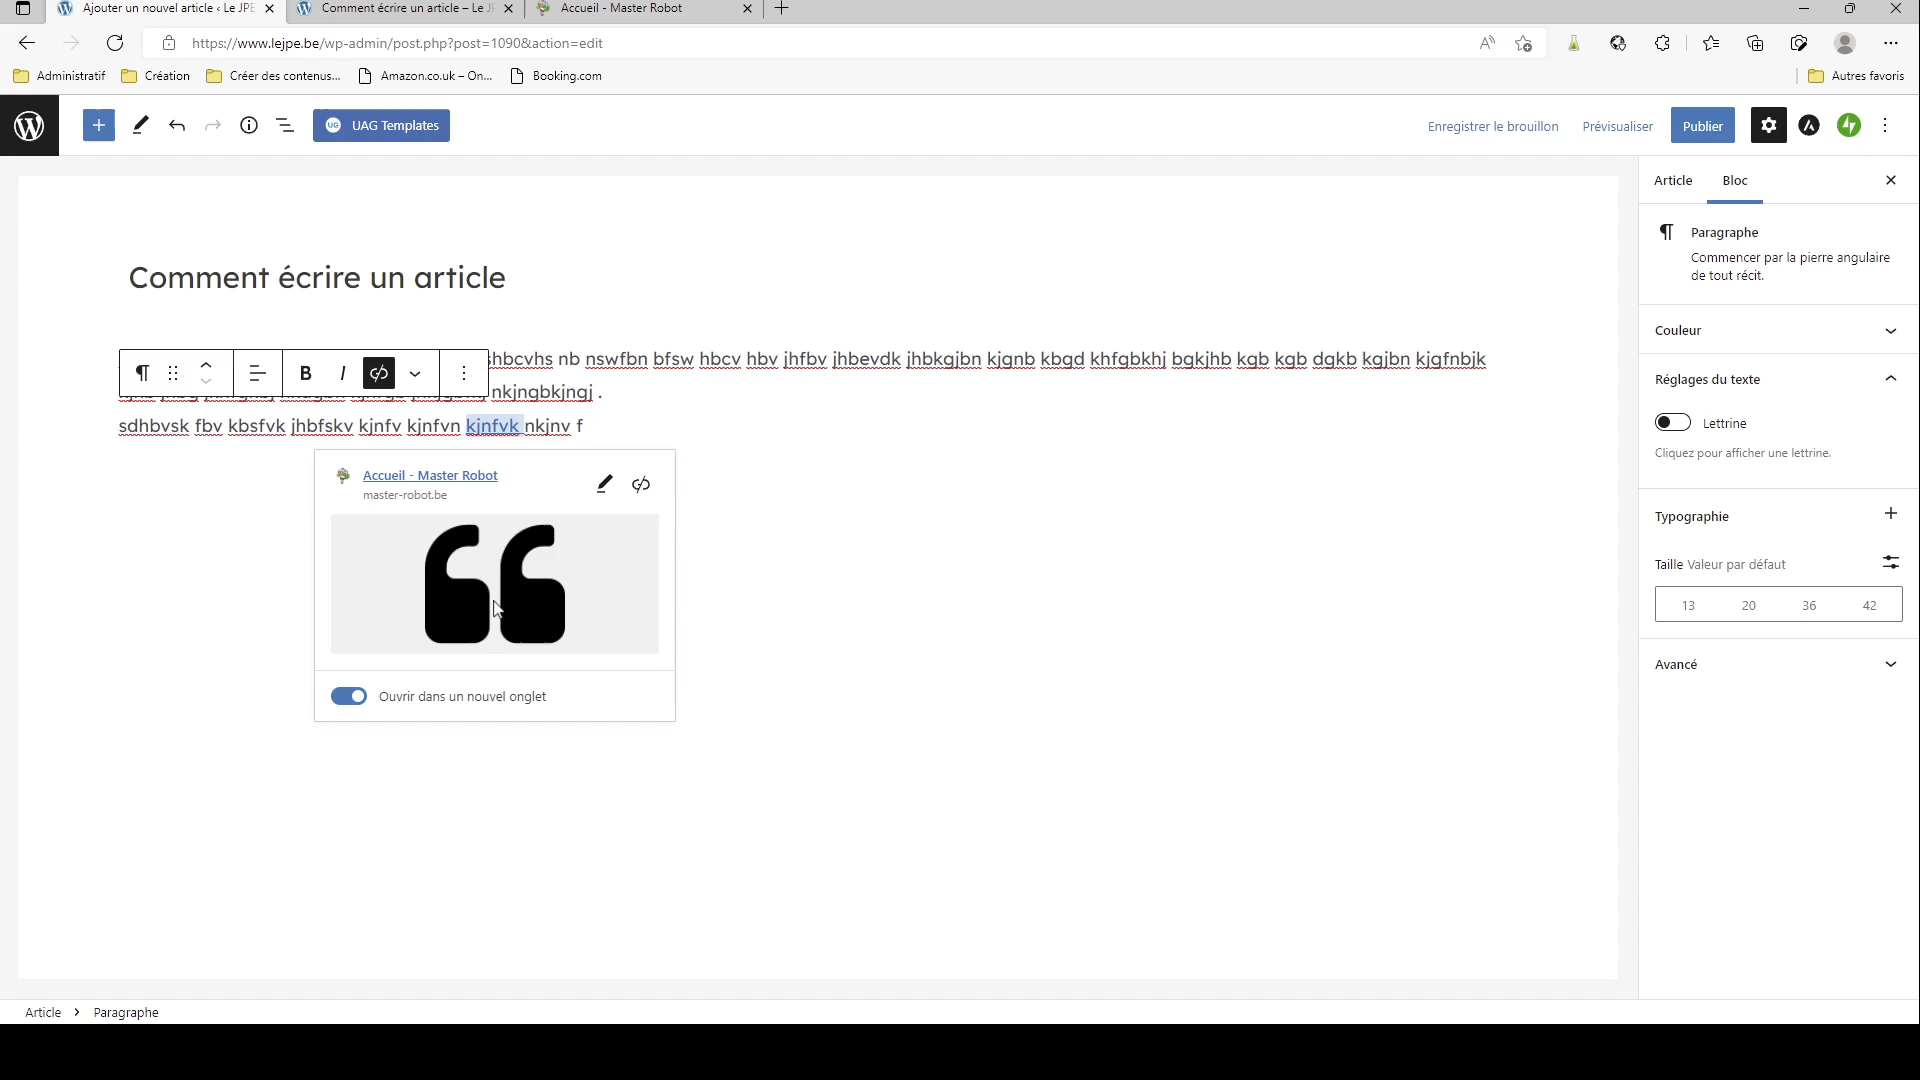 Ajouter un nouvel article ‹ Le JPE
Comment écrire un article – Le
Accueil - Master Robot
https://www.lejpe.be/wp-admin/post.php?post=1090&action=edit
Administratif
Création
Créer des contenus...
Amazon.co.uk – On...
Booking.com
Autres favoris
UAG Templates
Enregistrer le brouillon
Prévisualiser
Publier
Article
Bloc
Paragraphe
Commencer par la pierre angulaire
de tout récit.
Comment écrire un article
hbcvhs nb nswfbn bfsw hbcv hbv jhfbv jhbevdk jhbkgjbn kjgnb kbgd khfgbkhj bgkjhb kgb kgb dgkb kgjbn kjgfnbjk
nkjngbkjngj .
sdhbvsk fbv kbsfvk jhbfskv kjnfv kjnfvn kjnfvk nkjnv f
Accueil - Master Robot
master-robot.be
Ouvrir dans un nouvel onglet
Couleur
Réglages du texte
Lettrine
Cliquez pour afficher une lettrine.
Typographie
Taille Valeur par défaut
13 20 36 42
Avancé
Article > Paragraphe